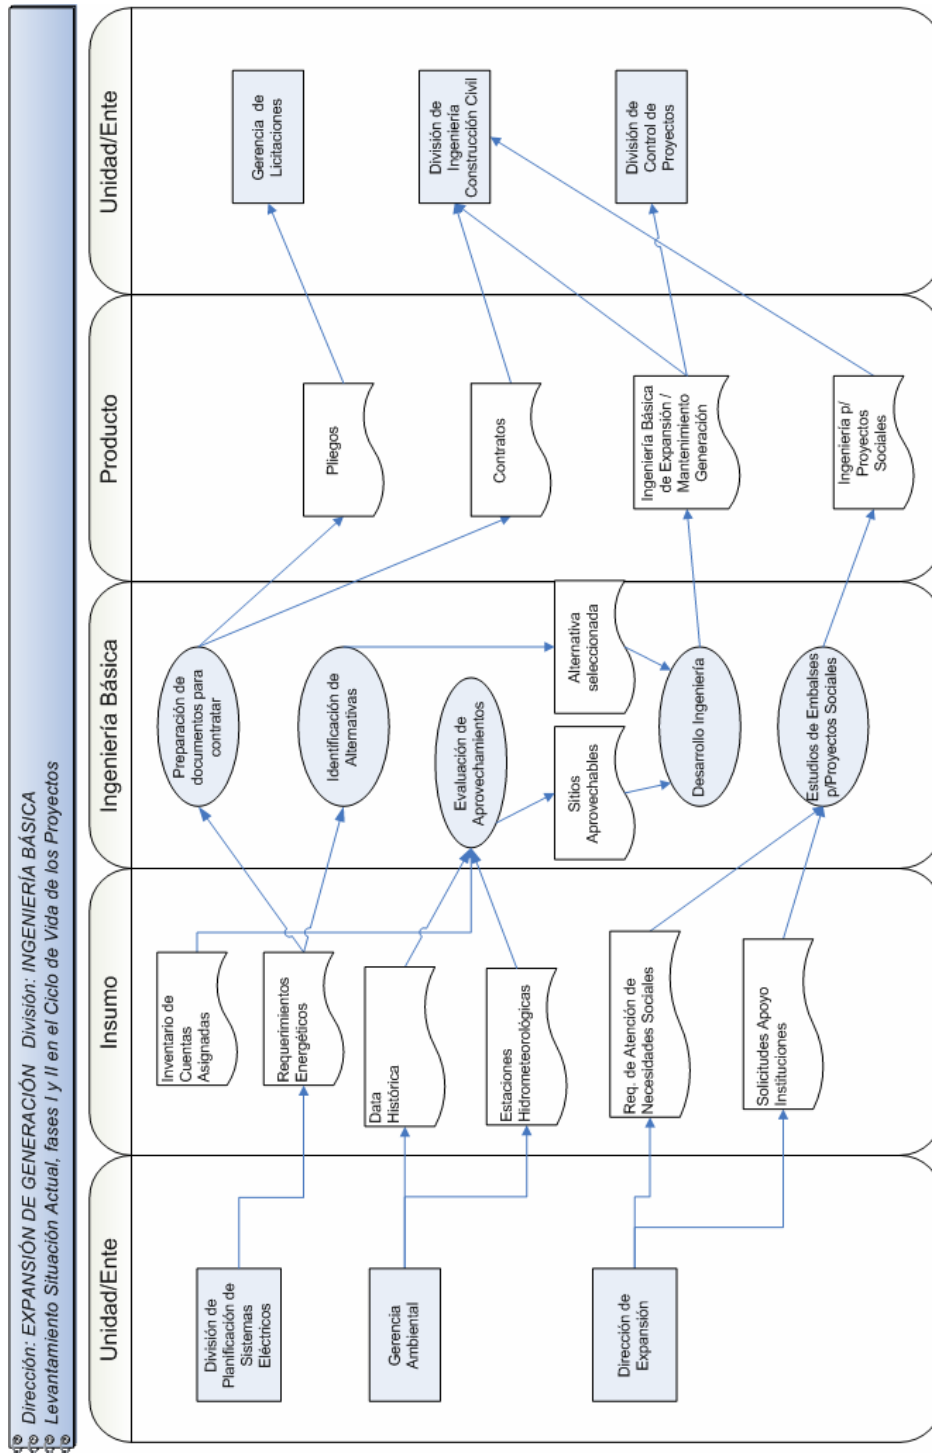 Dirección: EXPANSIÓN DE GENERACIÓN División: INGENIERÍA BÁSICA
Levantamiento Situación Actual, fases I y II en el Ciclo de Vida de los Proyectos
Unidad/Ente
Insumo
Ingeniería Básica
Producto
Unidad/Ente
División de
Planificación de
Sistemas
Eléctricos
Gerencia
Ambiental
Dirección de
Expansión
Inventario de
Cuentas
Asignadas
Requerimientos
Energéticos
Data
Histórica
Estaciones
Hidrometeorológicas
Req. de Atención de
Necesidades Sociales
Solicitudes Apoyo
Instituciones
Preparación de
documentos para
contratar
Identificación de
Alternativas
Evaluación de
Aprovechamientos
Sitios
Aprovechables
Alternativa
seleccionada
Desarrollo Ingeniería
Estudios de Embalses
p/Proyectos Sociales
Pliegos
Contratos
Ingeniería Básica
de Expansión /
Mantenimiento
Generación
Ingeniería p/
Proyectos
Sociales
Gerencia de
Licitaciones
División de
Ingeniería
Construcción Civil
División de
Control de
Proyectos